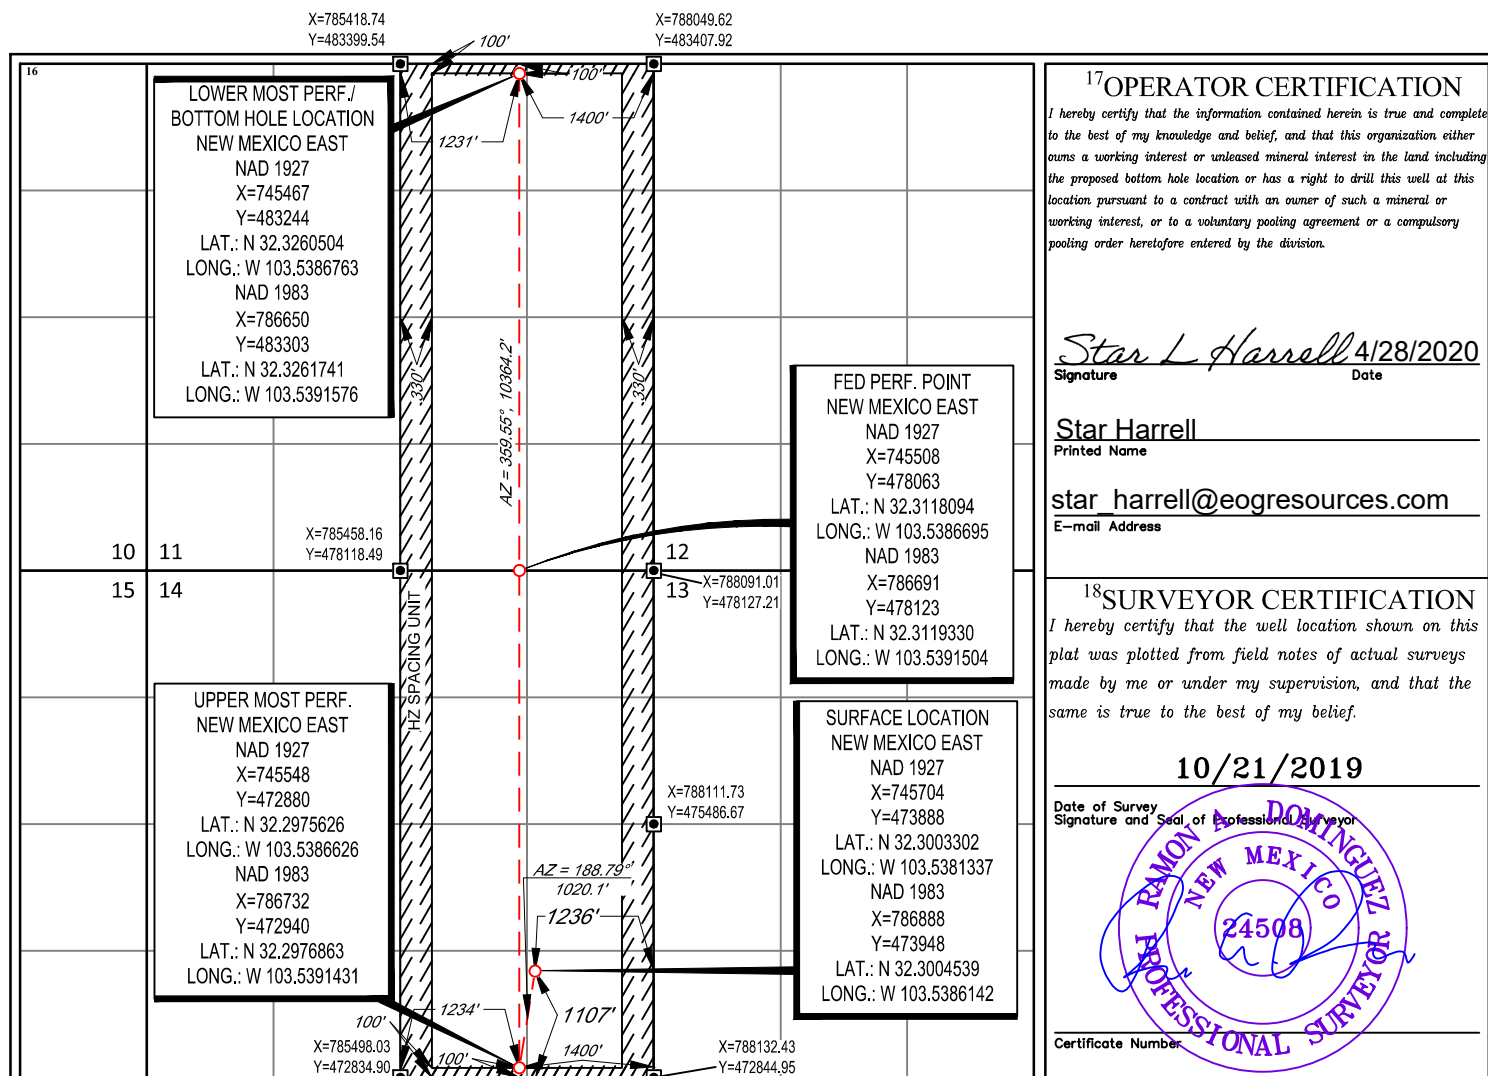 X=785418.74
Y=483399.54
X=788049.62
Y=483407.92
100'
16
100'
1231'
1400'
LOWER MOST PERF./
BOTTOM HOLE LOCATION
NEW MEXICO EAST
NAD 1927
X=745467
Y=483244
LAT.: N 32.3260504
LONG.: W 103.5386763
NAD 1983
X=786650
Y=483303
LAT.: N 32.3261741
LONG.: W 103.5391576
330'
AZ = 359.55°, 10364.2'
330'
FED PERF. POINT
NEW MEXICO EAST
NAD 1927
X=745508
Y=478063
LAT.: N 32.3118094
LONG.: W 103.5386695
NAD 1983
X=786691
Y=478123
LAT.: N 32.3119330
LONG.: W 103.5391504
X=785458.16
Y=478118.49
10 11
12
15 14
13
X=788091.01
Y=478127.21
HZ SPACING UNIT
UPPER MOST PERF.
NEW MEXICO EAST
NAD 1927
X=745548
Y=472880
LAT.: N 32.2975626
LONG.: W 103.5386626
NAD 1983
X=786732
Y=472940
LAT.: N 32.2976863
LONG.: W 103.5391431
SURFACE LOCATION
NEW MEXICO EAST
NAD 1927
X=745704
Y=473888
LAT.: N 32.3003302
LONG.: W 103.5381337
NAD 1983
X=786888
Y=473948
LAT.: N 32.3004539
LONG.: W 103.5386142
X=788111.73
Y=475486.67
AZ = 188.79°
1020.1'
1236'
1234'
1107'
100'
100'
1400'
X=785498.03
Y=472834.90
X=788132.43
Y=472844.95
17 OPERATOR CERTIFICATION
I hereby certify that the information contained herein is true and complete
to the best of my knowledge and belief, and that this organization either
owns a working interest or unleased mineral interest in the land including
the proposed bottom hole location or has a right to drill this well at this
location pursuant to a contract with an owner of such a mineral or
working interest, or to a voluntary pooling agreement or a compulsory
pooling order heretofore entered by the division.
Star L Harrell 4/28/2020
Signature Date
Star Harrell
Printed Name
star_harrell@eogresources.com
E-mail Address
18 SURVEYOR CERTIFICATION
I hereby certify that the well location shown on this
plat was plotted from field notes of actual surveys
made by me or under my supervision, and that the
same is true to the best of my belief.
10/21/2019
Date of Survey
Signature and Seal of Professional Surveyor
RAMON A. DOMINGUEZ
NEW MEXICO
24508
PROFESSIONAL SURVEYOR
Certificate Number